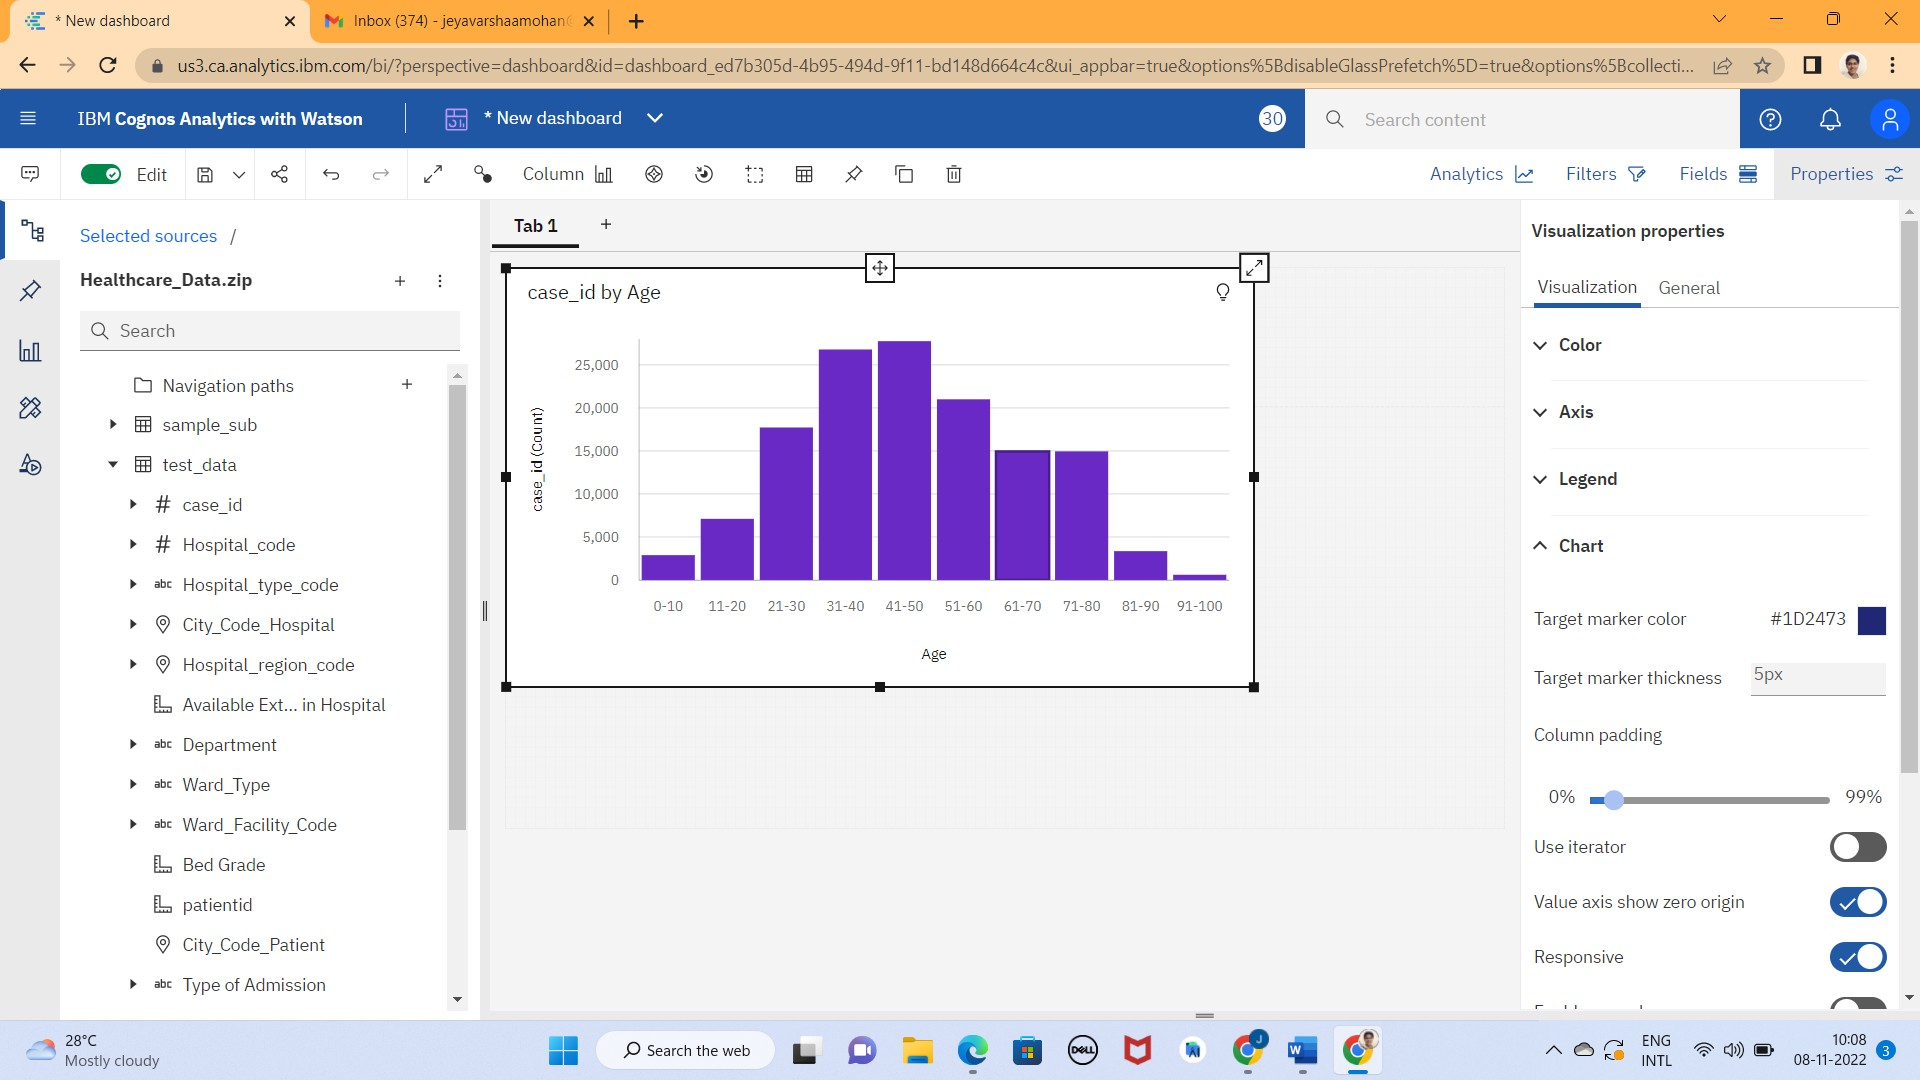 * New dashboard
Inbox (374) - jeyavarshaamohan
us3.ca.analytics.ibm.com/bi/?perspective=dashboard&id=dashboard_ed7b305d-4b95-494d-9f11-bd148d664c4c&ui_appbar=true&options%5BdisableGlassPrefetch%5D=true&options%5Bcollecti...
IBM Cognos Analytics with Watson
* New dashboard
30
Search content
Edit
Column
Analytics
Filters
Fields
Properties
Selected sources /
Healthcare_Data.zip
Search
Navigation paths
sample_sub
test_data
# case_id
# Hospital_code
abc Hospital_type_code
City_Code_Hospital
Hospital_region_code
Available Ext... in Hospital
abc Department
abc Ward_Type
abc Ward_Facility_Code
Bed Grade
patientid
City_Code_Patient
abc Type of Admission
Tab 1
case_id by Age
case_id (Count)
25,000
20,000
15,000
10,000
5,000
0
0-10 11-20 21-30 31-40 41-50 51-60 61-70 71-80 81-90 91-100
Age
Visualization properties
Visualization General
Color
Axis
Legend
Chart
Target marker color #1D2473
Target marker thickness 5px
Column padding
0% 99%
Use iterator
Value axis show zero origin
Responsive
28°C
Mostly cloudy
Search the web
DELL
J
W
ENG
INTL
10:08
08-11-2022
3